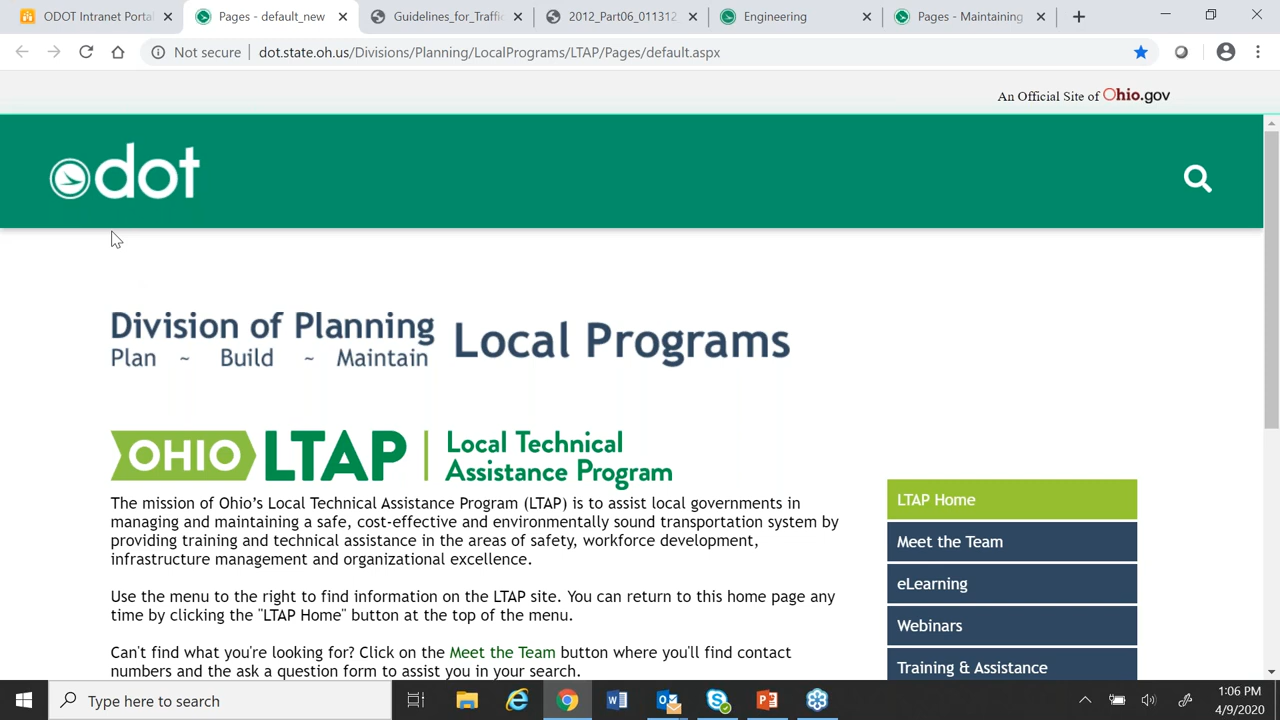 ODOT Intranet Porta
Pages - default_new
Guidelines_for_Traffi
2012_Part06_011312
Engineering
Pages - Maintaining
Not secure
dot.state.oh.us/Divisions/Planning/LocalPrograms/LTAP/Pages/default.aspx
An Official Site of Ohio.gov
odot
Division of Planning
Plan ~ Build ~ Maintain
Local Programs
OHIO LTAP
Local Technical
Assistance Program
The mission of Ohio’s Local Technical Assistance Program (LTAP) is to assist local governments in
managing and maintaining a safe, cost-effective and environmentally sound transportation system by
providing training and technical assistance in the areas of safety, workforce development,
infrastructure management and organizational excellence.
Use the menu to the right to find information on the LTAP site. You can return to this home page any
time by clicking the "LTAP Home" button at the top of the menu.
Can't find what you're looking for? Click on the Meet the Team button where you'll find contact
numbers and the ask a question form to assist you in your search.
LTAP Home
Meet the Team
eLearning
Webinars
Training & Assistance
Type here to search
1:06 PM
4/9/2020